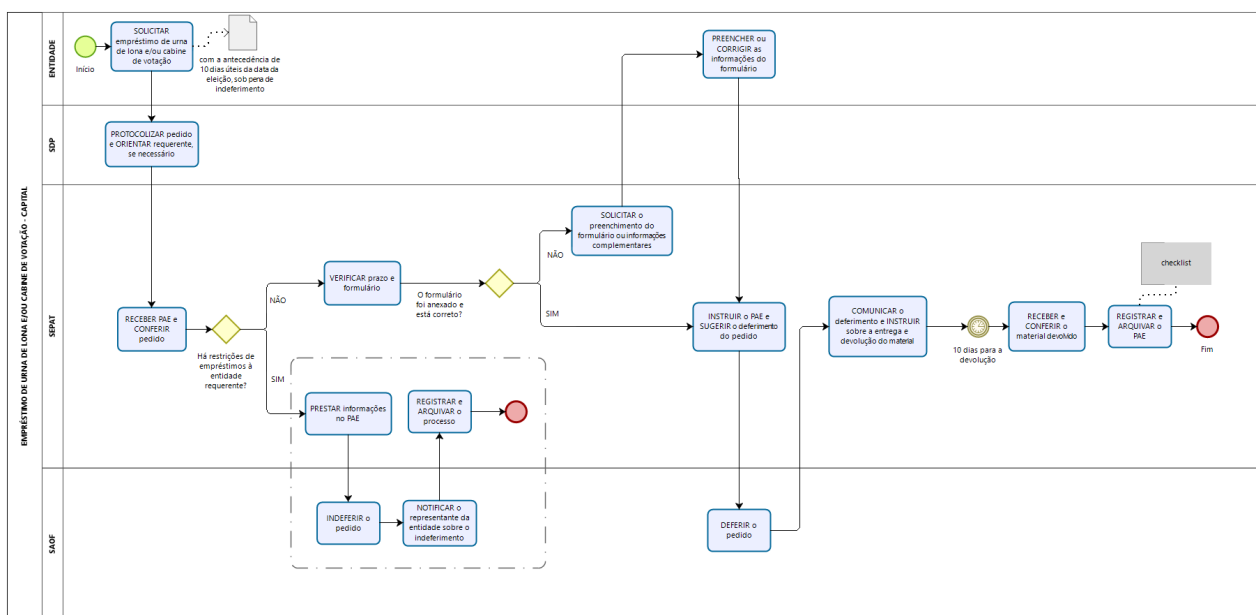 EMPRÉSTIMO DE URNA DE LONA E/OU CABINE DE VOTAÇÃO - CAPITAL
ENTIDADE
Início
SOLICITAR
empréstimo de urna
de lona e/ou cabine
de votação
com a antecedência de
10 dias úteis da data da
eleição, sob pena de
indeferimento
PREENCHER ou
CORRIGIR as
informações do
formulário
SDP
PROTOCOLIZAR pedido
e ORIENTAR requerente,
se necessário
SEPAT
RECEBER PAE e
CONFERIR
pedido
Há restrições de
empréstimos à
entidade
requerente?
NÃO
SIM
VERIFICAR prazo e
formulário
O formulário
foi anexado e
está correto?
NÃO
SIM
SOLICITAR o
preenchimento do
formulário ou informações
complementares
INSTRUIR o PAE e
SUGERIR o deferimento
do pedido
COMUNICAR o
deferimento e INSTRUIR
sobre a entrega e
devolução do material
10 dias para a
devolução
RECEBER e
CONFERIR o
material devolvido
REGISTRAR e
ARQUIVAR o
PAE
checklist
Fim
PRESTAR informações
no PAE
REGISTRAR e
ARQUIVAR o
processo
SAOF
INDEFERIR o
pedido
NOTIFICAR o
representante da
entidade sobre o
indeferimento
DEFERIR o
pedido